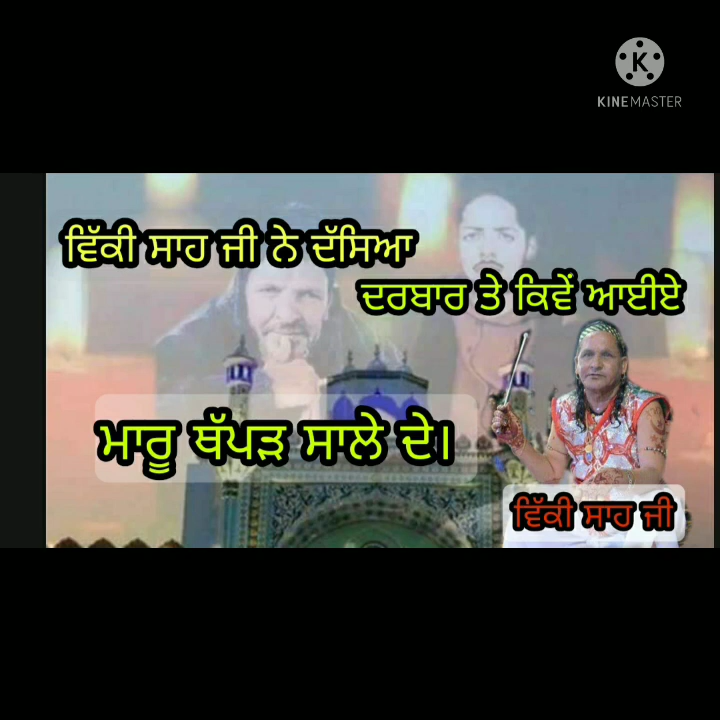 KINEMASTER
ਵਿੱਕੀ ਸਾਹ ਜੀ ਨੇ ਦੱਸਿਆ
ਦਰਬਾਰ ਤੇ ਕਿਵੇਂ ਆਈਏ
ਮਾਰੂ ਥੱਪੜ ਸਾਲੇ ਦੇ।
ਵਿੱਕੀ ਸਾਹ ਜੀ